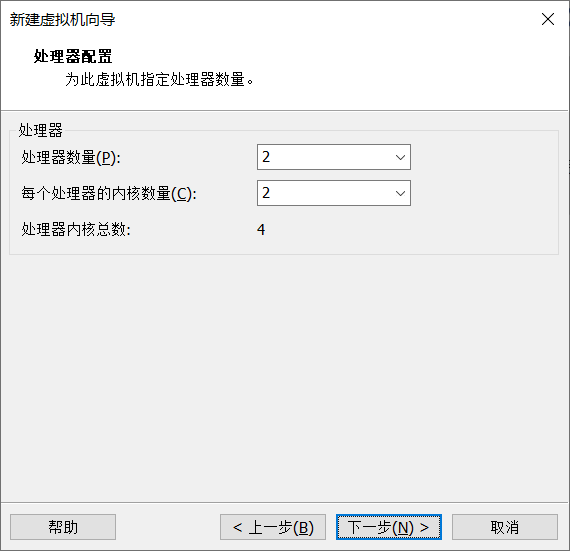 新建虚拟机向导
处理器配置
为此虚拟机指定处理器数量。
处理器
处理器数量(P): 2
每个处理器的内核数量(C): 2
处理器内核总数: 4
帮助 < 上一步(B) 下一步(N) > 取消